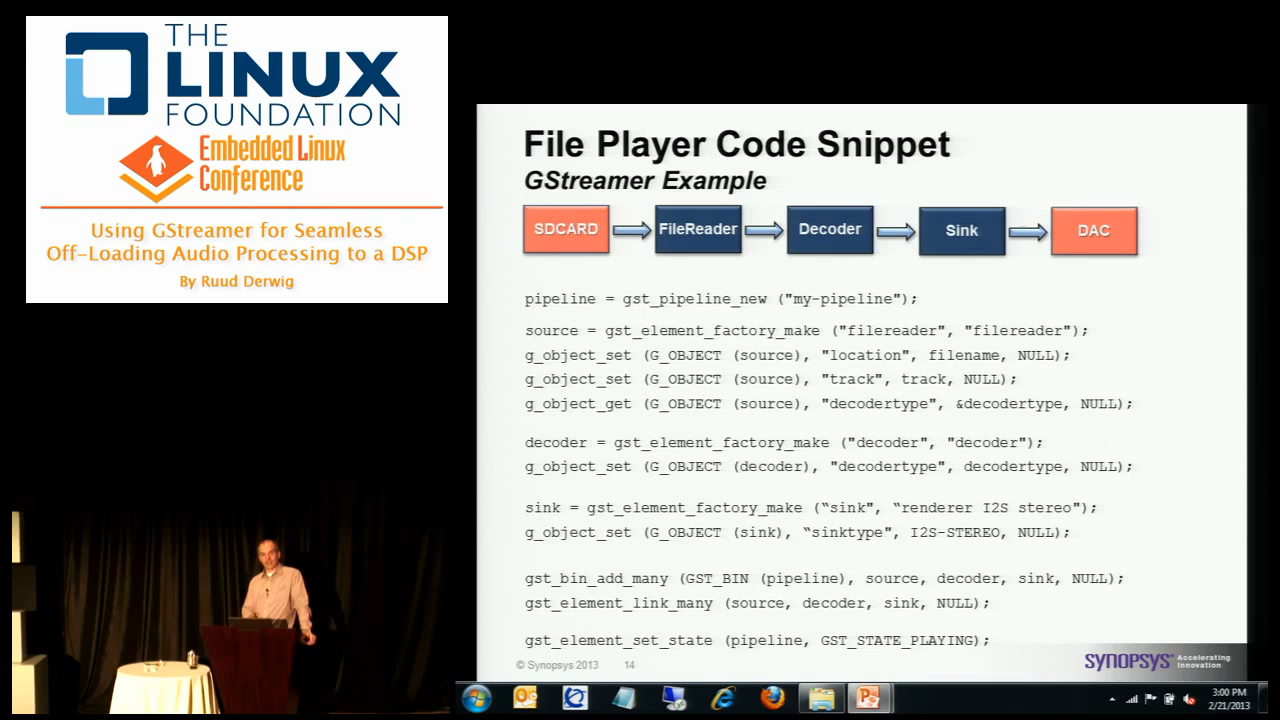 THE
LINUX
FOUNDATION
Embedded Linux
Conference
Using GStreamer for Seamless
Off-Loading Audio Processing to a DSP
By Ruud Derwig
File Player Code Snippet
GStreamer Example
SDCARD FileReader Decoder Sink DAC
pipeline = gst_pipeline_new ("my-pipeline");
source = gst_element_factory_make ("filereader", "filereader");
g_object_set (G_OBJECT (source), "location", filename, NULL);
g_object_set (G_OBJECT (source), "track", track, NULL);
g_object_get (G_OBJECT (source), "decodertype", &decodertype, NULL);
decoder = gst_element_factory_make ("decoder", "decoder");
g_object_set (G_OBJECT (decoder), "decodertype", decodertype, NULL);
sink = gst_element_factory_make (“sink", “renderer I2S stereo");
g_object_set (G_OBJECT (sink), “sinktype", I2S-STEREO, NULL);
gst_bin_add_many (GST_BIN (pipeline), source, decoder, sink, NULL);
gst_element_link_many (source, decoder, sink, NULL);
gst_element_set_state (pipeline, GST_STATE_PLAYING);
© Synopsys 2013 14
SYNOPSYS® Accelerating
Innovation
3:00 PM
2/21/2013